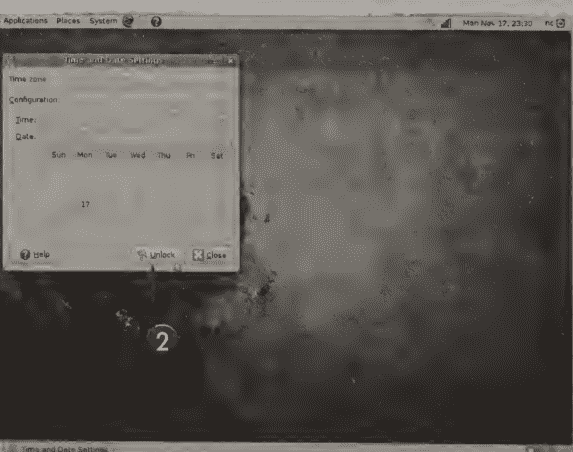 Applications Places System
Mon Nov 17, 23:30 nc
Time and Date Settings
Time zone
Configuration:
Time:
Date:
Sun Mon Tue Wed Thu Fri Sat
17
Help Unlock Close
2
Time and Date Settings